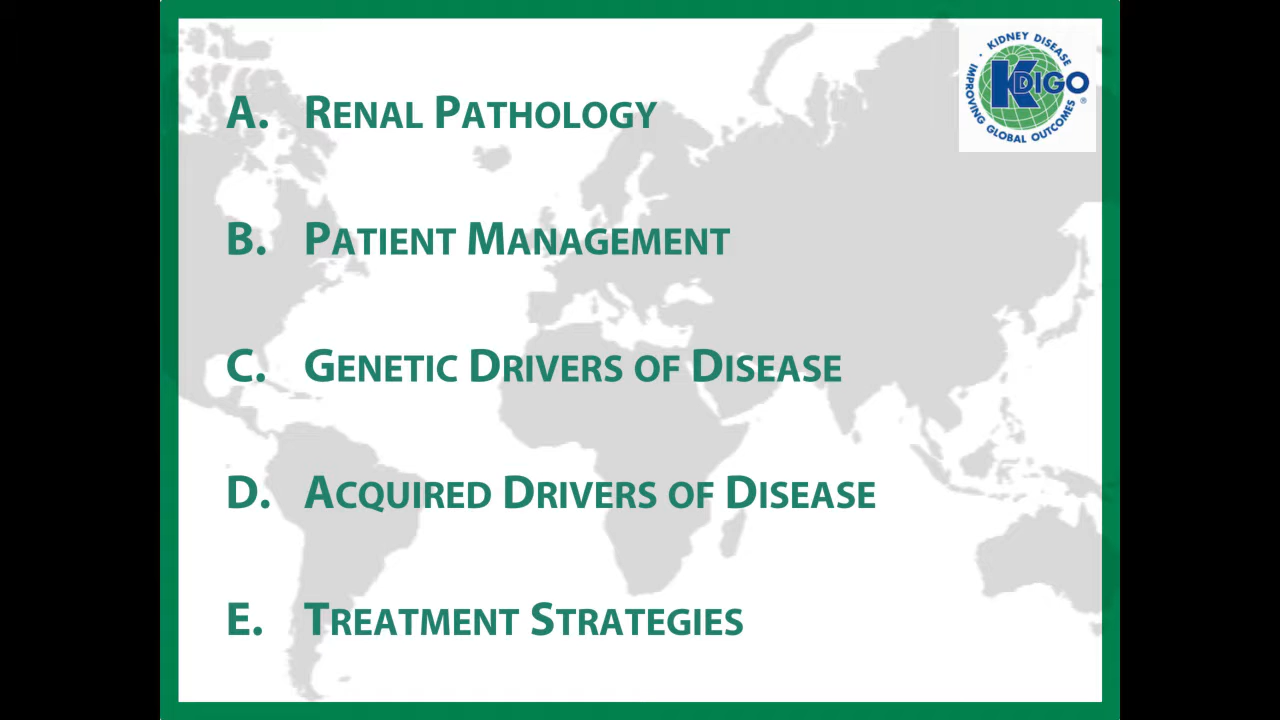 A. RENAL PATHOLOGY
B. PATIENT MANAGEMENT
C. GENETIC DRIVERS OF DISEASE
D. ACQUIRED DRIVERS OF DISEASE
E. TREATMENT STRATEGIES
· KIDNEY DISEASE
KDIGO ®
IMPROVING GLOBAL OUTCOMES